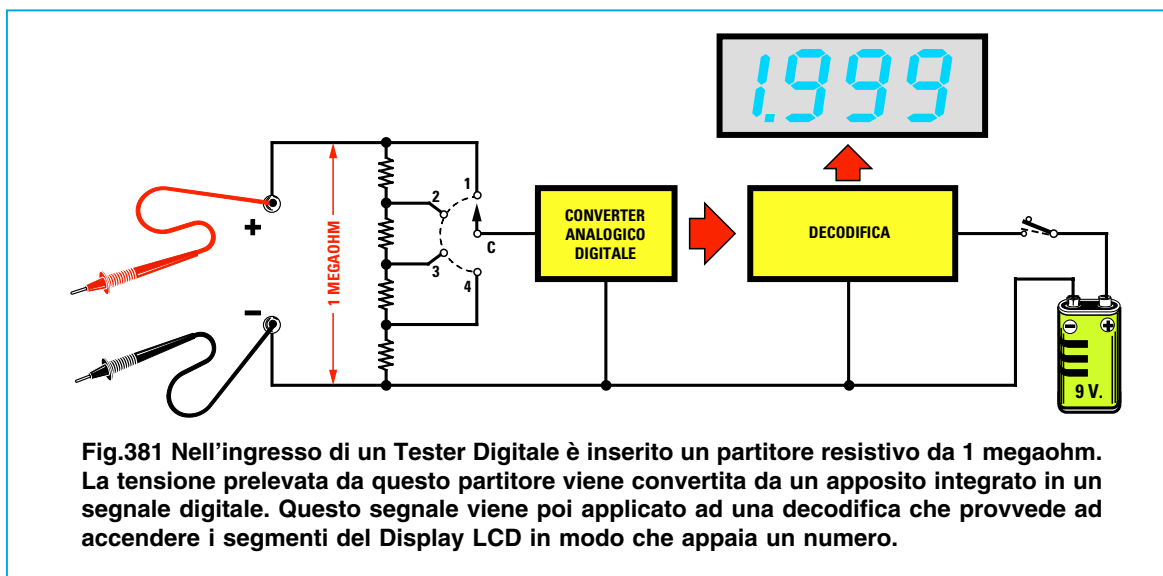 1.999
+
1 MEGAOHM
1
2
C
3
4
CONVERTER
ANALOGICO
DIGITALE
DECODIFICA
-
- +
9 V.
Fig.381 Nell'ingresso di un Tester Digitale è inserito un partitore resistivo da 1 megaohm.
La tensione prelevata da questo partitore viene convertita da un apposito integrato in un
segnale digitale. Questo segnale viene poi applicato ad una decodifica che provvede ad
accendere i segmenti del Display LCD in modo che appaia un numero.